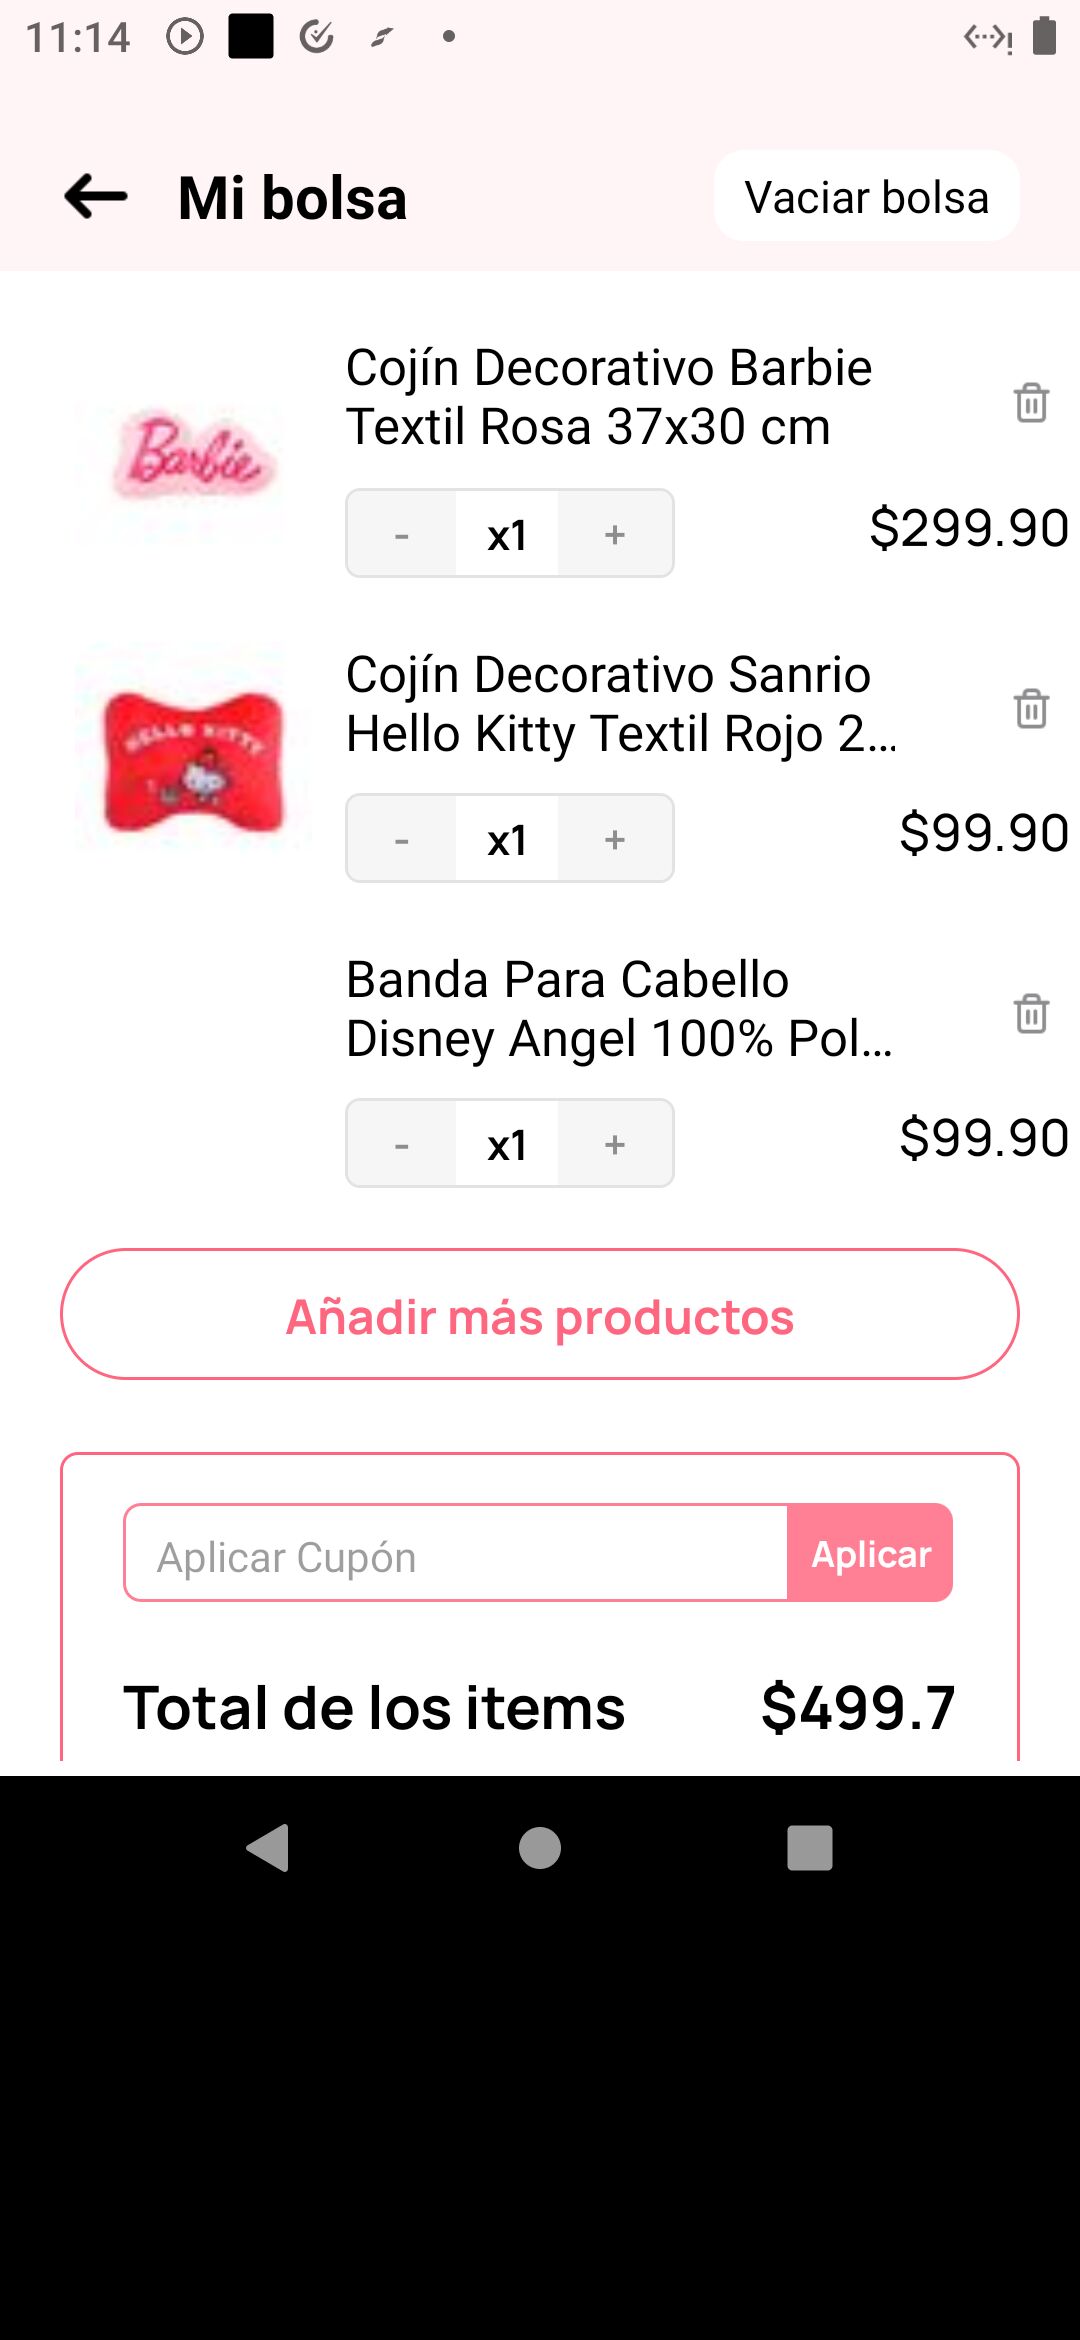 11:14
Mi bolsa
Vaciar bolsa
Barbie
Cojín Decorativo Barbie
Textil Rosa 37x30 cm
- x1 +
$299.90
HELLO KITTY
Cojín Decorativo Sanrio
Hello Kitty Textil Rojo 2...
- x1 +
$99.90
Banda Para Cabello
Disney Angel 100% Pol...
- x1 +
$99.90
Añadir más productos
Aplicar Cupón
Aplicar
Total de los items
$499.7